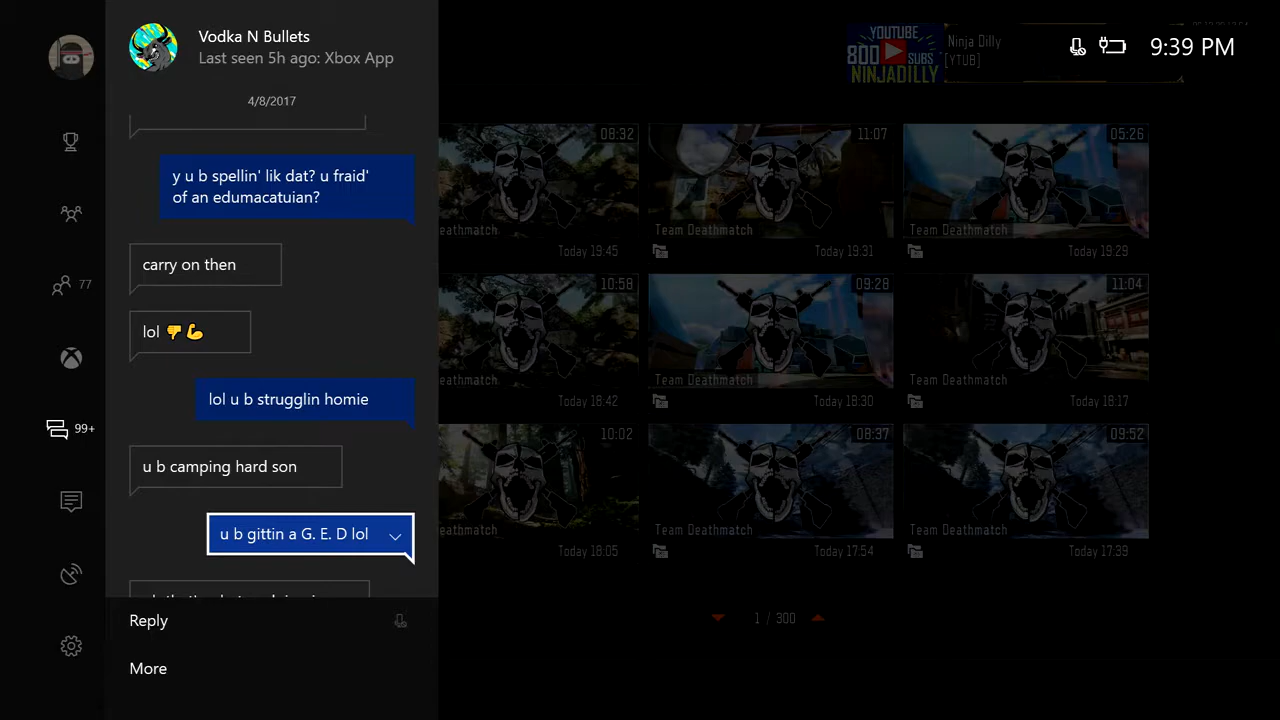 Vodka N Bullets
Last seen 5h ago: Xbox App
4/8/2017
y u b spellin' lik dat? u fraid'
of an edumacatuian?
carry on then
lol 👎💪
lol u b strugglin homie
u b camping hard son
u b gittin a G. E. D lol
Reply
More
77
99+
YOUTUBE
800 SUBS
NINJADILLY
Ninja Dilly
[YTUB]
9:39 PM
08:32
11:07
05:26
Deathmatch
Team Deathmatch
Team Deathmatch
Today 19:45
Today 19:31
Today 19:29
10:58
09:28
11:04
Deathmatch
Team Deathmatch
Team Deathmatch
Today 18:42
Today 18:30
Today 18:17
10:02
08:37
09:52
Deathmatch
Team Deathmatch
Team Deathmatch
Today 18:05
Today 17:54
Today 17:39
1 / 300